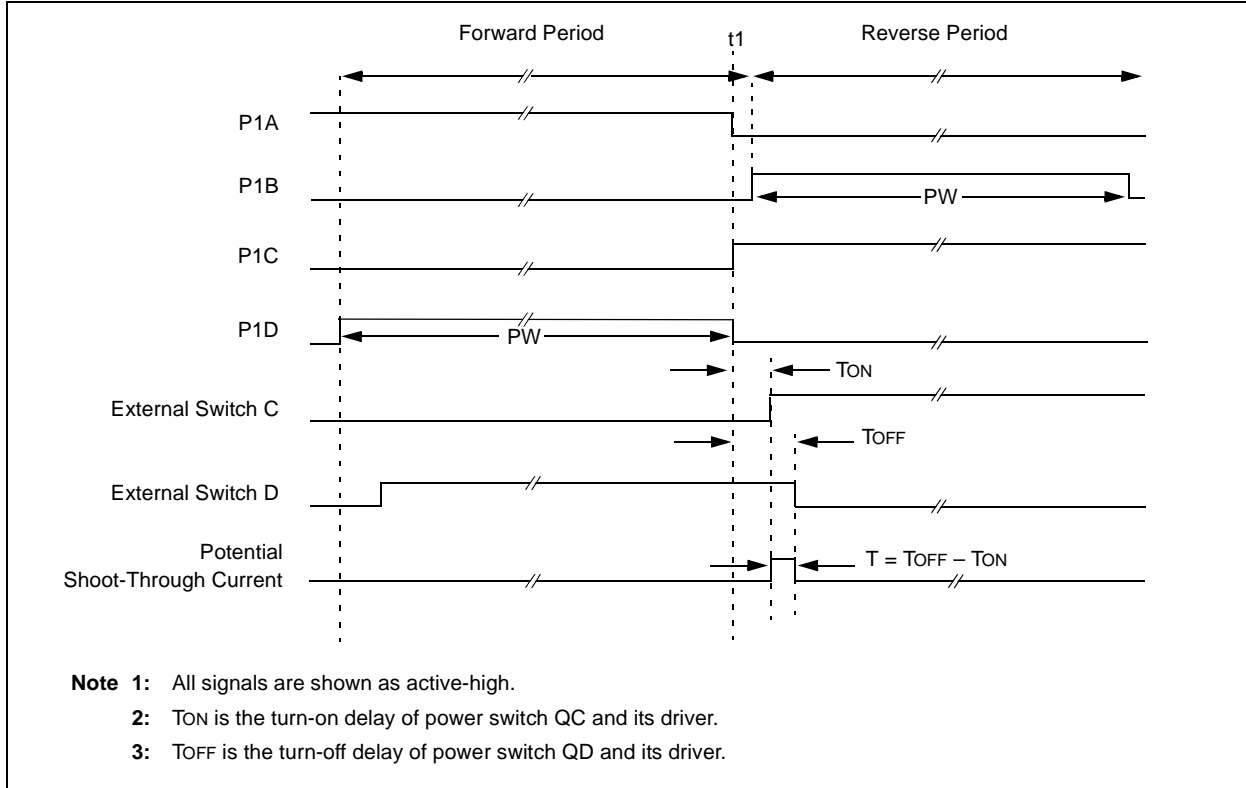 Forward Period
t1
Reverse Period
P1A
P1B
PW
P1C
P1D
PW
TON
External Switch C
TOFF
External Switch D
Potential
Shoot-Through Current
T = TOFF – TON
Note 1: All signals are shown as active-high.
2: TON is the turn-on delay of power switch QC and its driver.
3: TOFF is the turn-off delay of power switch QD and its driver.